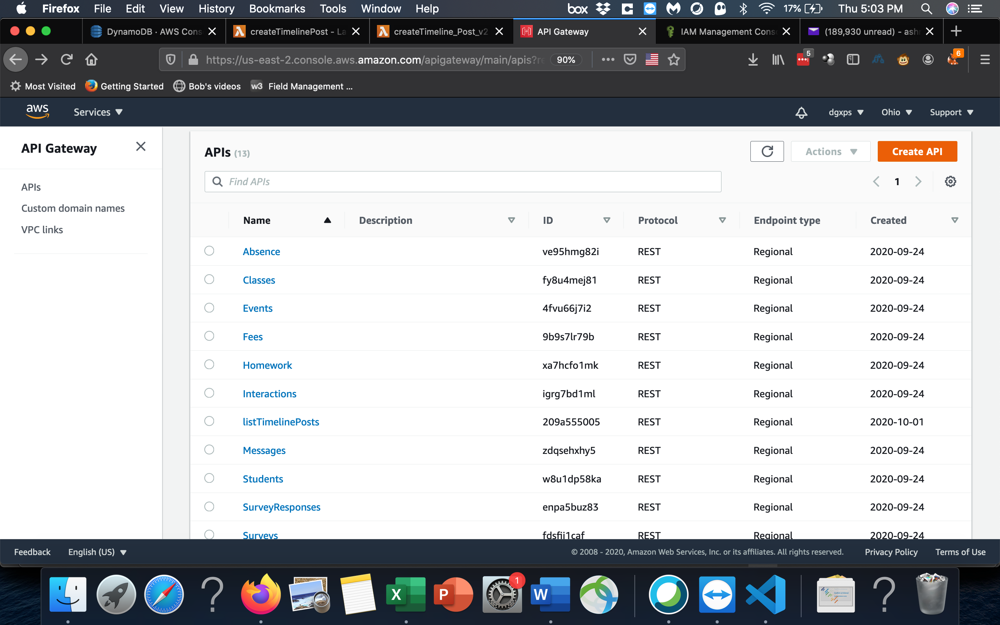 Firefox File Edit View History Bookmarks Tools Window Help box 17% Thu 5:03 PM
DynamoDB · AWS Cons createTimelinePost - La createTimeline_Post_v2 API Gateway IAM Management Conso (189,930 unread) - ash
https://us-east-2.console.aws.amazon.com/apigateway/main/apis?re 90% 5 6
Most Visited Getting Started Bob's videos w3 Field Management ...
aws Services dgxps Ohio Support
API Gateway
APIs
Custom domain names
VPC links
APIs (13) Actions Create API
Find APIs 1
Name Description ID Protocol Endpoint type Created
Absence ve95hmg82i REST Regional 2020-09-24
Classes fy8u4mej81 REST Regional 2020-09-24
Events 4fvu66j7i2 REST Regional 2020-09-24
Fees 9b9s7lr79b REST Regional 2020-09-24
Homework xa7hcfo1mk REST Regional 2020-09-24
Interactions igrg7bd1ml REST Regional 2020-09-24
listTimelinePosts 209a555005 REST Regional 2020-10-01
Messages zdqsehxhy5 REST Regional 2020-09-24
Students w8u1dp58ka REST Regional 2020-09-24
SurveyResponses enpa5buz83 REST Regional 2020-09-24
Surveys REST Regional 2020-09-24
Feedback English (US) © 2008 - 2020, Amazon Web Services, Inc. or its affiliates. All rights reserved. Privacy Policy Terms of Use
X P 1 W